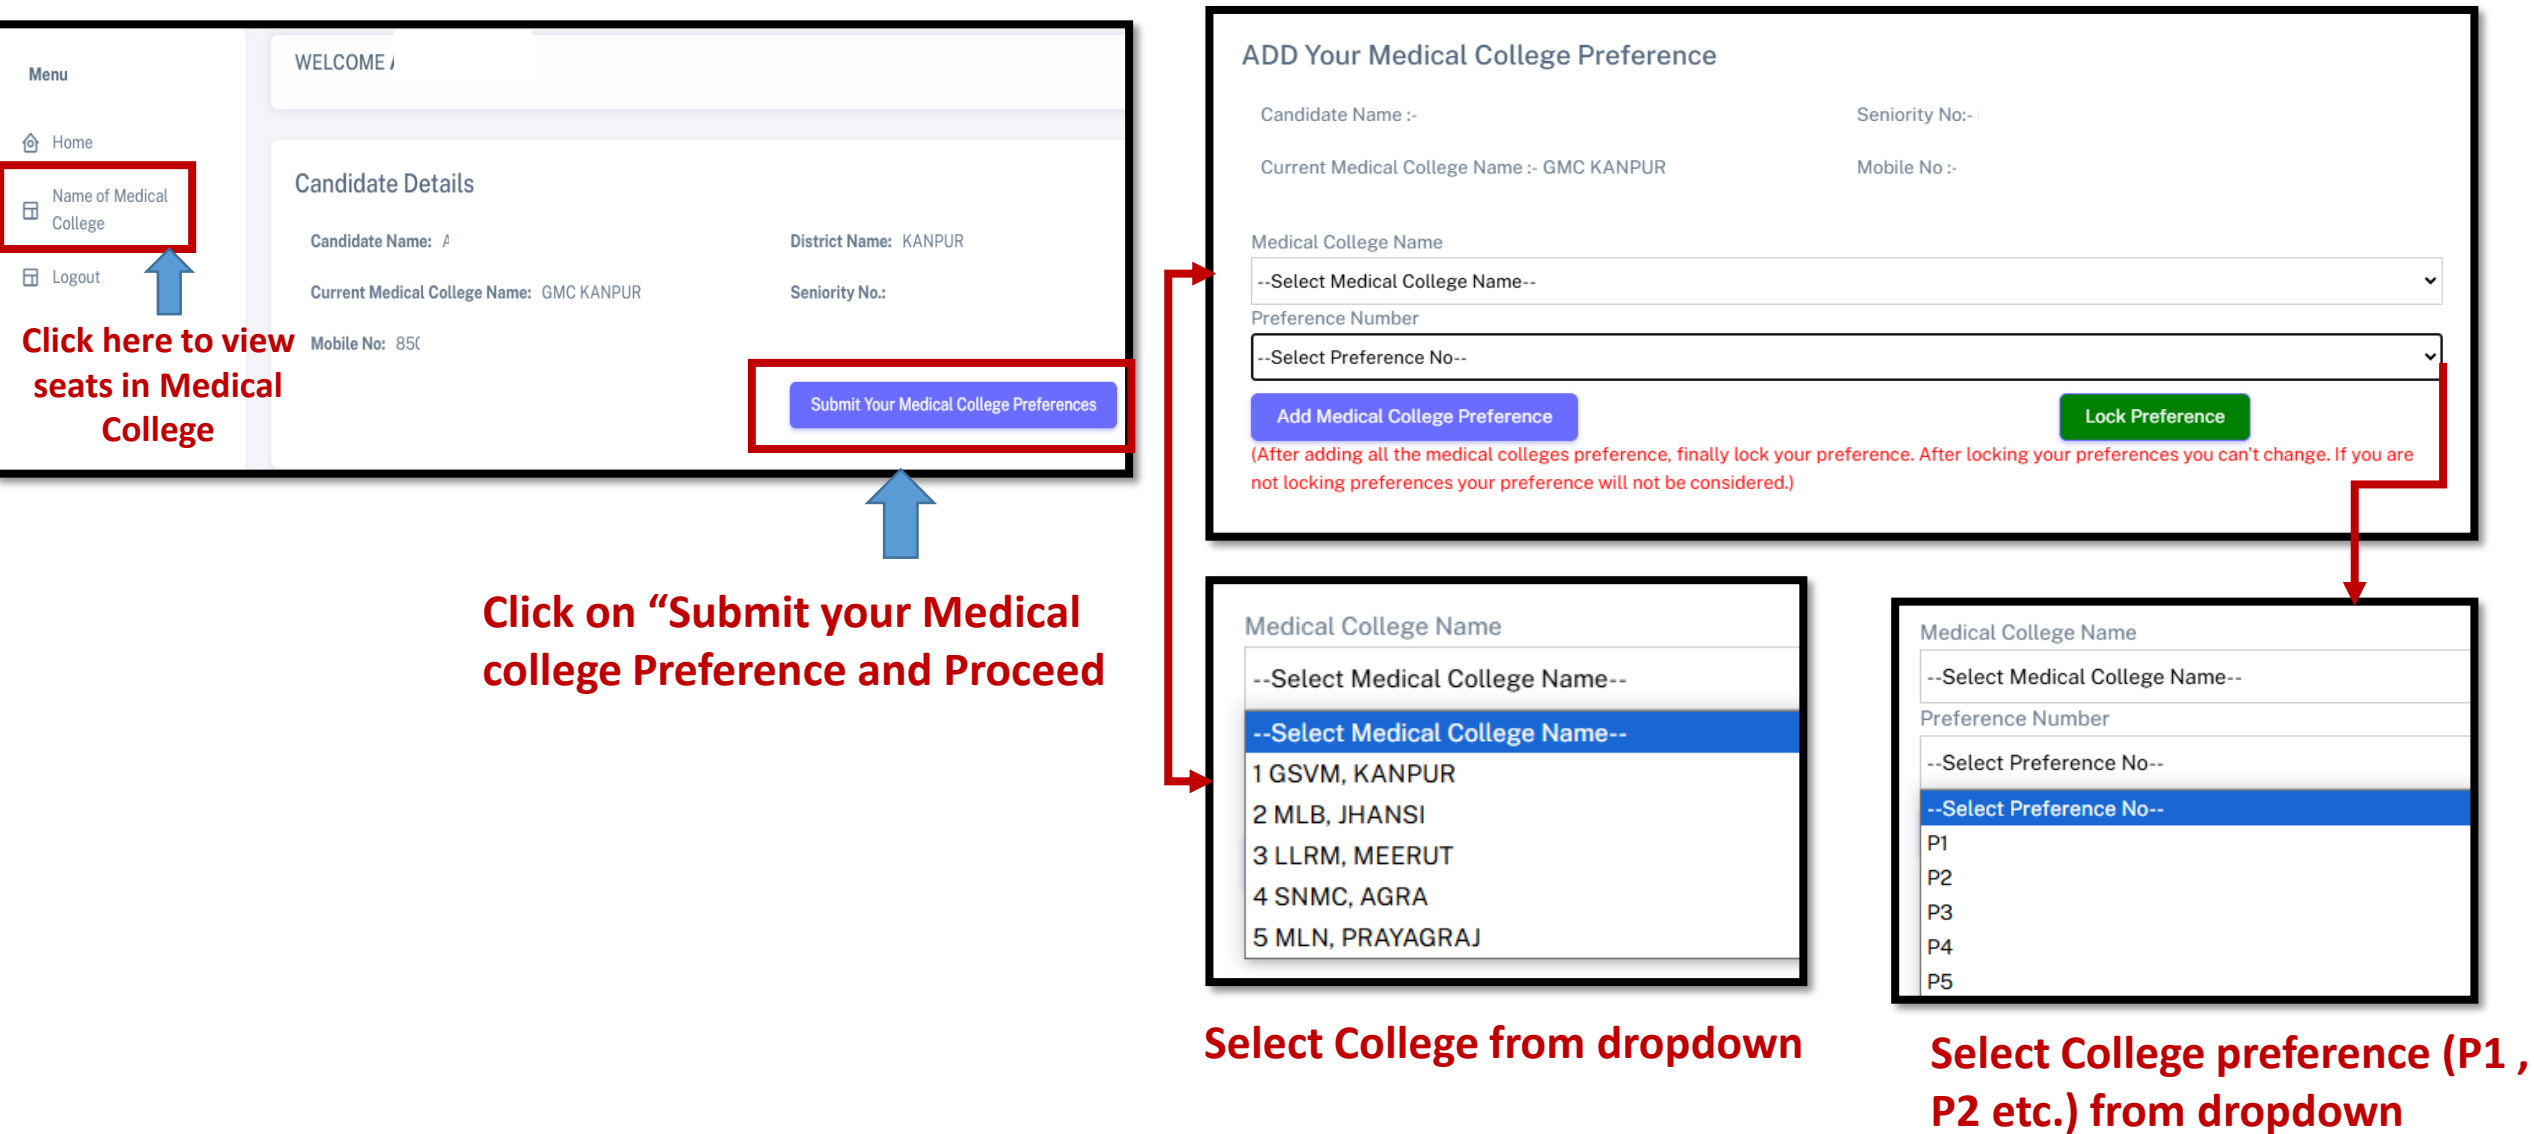 Menu
Home
Name of Medical
College
Logout
Click here to view
seats in Medical
College
WELCOME
Candidate Details
Candidate Name: A
District Name: KANPUR
Current Medical College Name: GMC KANPUR
Seniority No.:
Mobile No: 850
Submit Your Medical College Preferences
Click on “Submit your Medical
college Preference and Proceed
ADD Your Medical College Preference
Candidate Name :-
Seniority No:-
Current Medical College Name :- GMC KANPUR
Mobile No :-
Medical College Name
--Select Medical College Name--
Preference Number
--Select Preference No--
Add Medical College Preference
Lock Preference
(After adding all the medical colleges preference, finally lock your preference. After locking your preferences you can't change. If you are
not locking preferences your preference will not be considered.)
Medical College Name
--Select Medical College Name--
--Select Medical College Name--
1 GSVM, KANPUR
2 MLB, JHANSI
3 LLRM, MEERUT
4 SNMC, AGRA
5 MLN, PRAYAGRAJ
Select College from dropdown
Medical College Name
--Select Medical College Name--
Preference Number
--Select Preference No--
--Select Preference No--
P1
P2
P3
P4
P5
Select College preference (P1 ,
P2 etc.) from dropdown